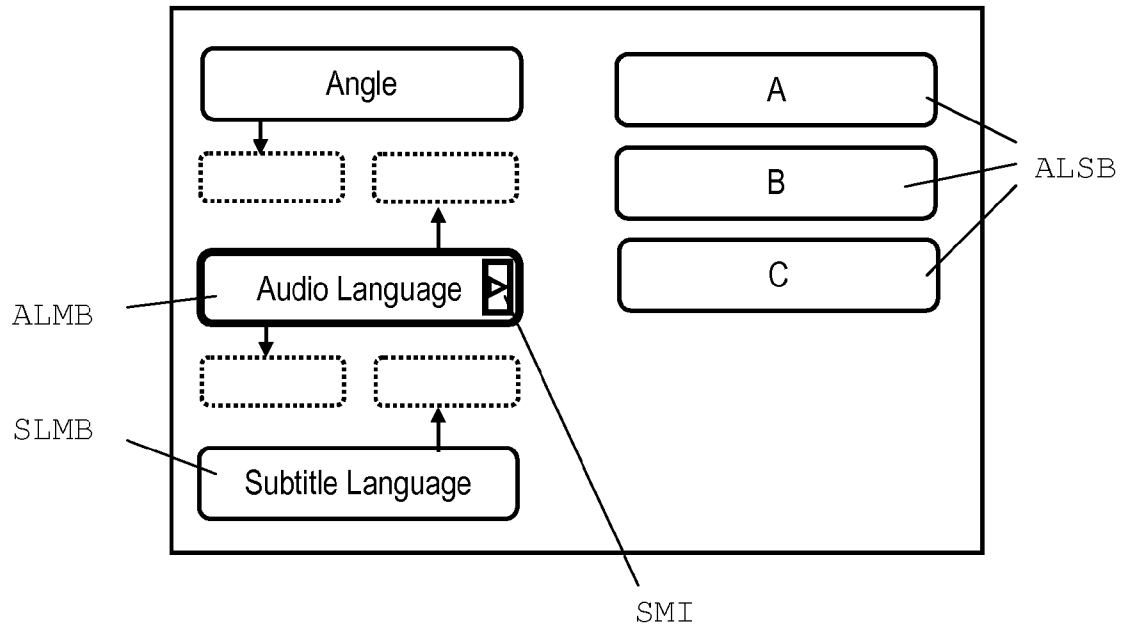 Angle
A
ALSB
B
Audio Language
C
ALMB
SLMB
Subtitle Language
SMI